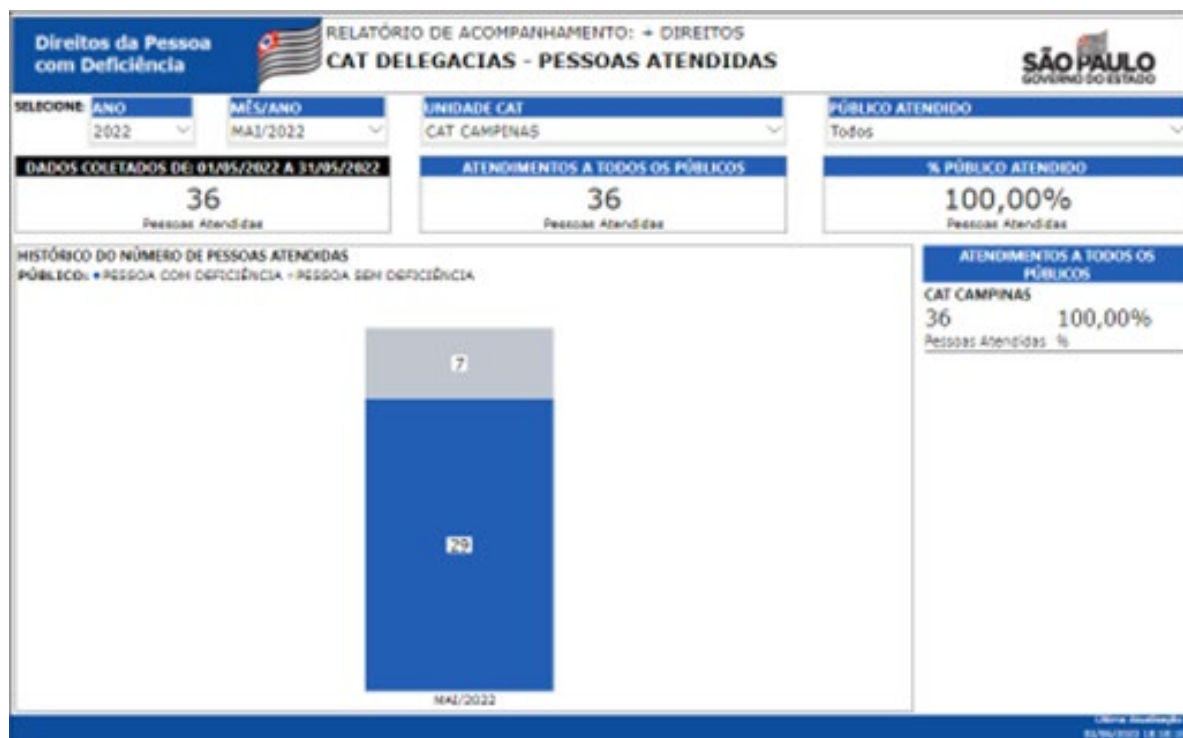 Direitos da Pessoa
com Deficiência
RELATÓRIO DE ACOMPANHAMENTO: + DIREITOS
CAT DELEGACIAS - PESSOAS ATENDIDAS
SÃO PAULO
GOVERNO DO ESTADO
SELECIONE: ANO MÊS/ANO UNIDADE CAT PÚBLICO ATENDIDO
2022 MAI/2022 CAT CAMPINAS Todos
DADOS COLETADOS DE: 01/05/2022 A 31/05/2022 ATENDIMENTOS A TODOS OS PÚBLICOS % PÚBLICO ATENDIDO
36 36 100,00%
Pessoas Atendidas Pessoas Atendidas Pessoas Atendidas
HISTÓRICO DO NÚMERO DE PESSOAS ATENDIDAS
PÚBLICO: PESSOA COM DEFICIÊNCIA PESSOA SEM DEFICIÊNCIA
7
29
MAI/2022
ATENDIMENTOS A TODOS OS
PÚBLICOS
CAT CAMPINAS
36 100,00%
Pessoas Atendidas %
Última Atualização